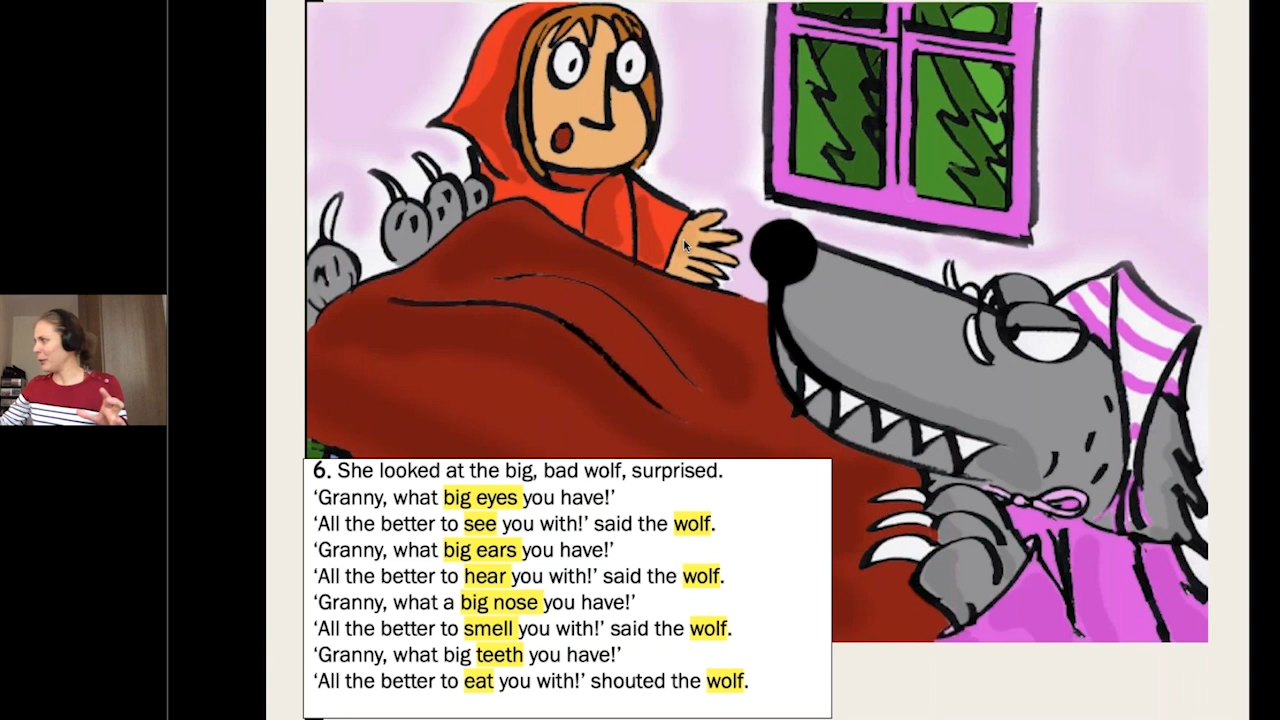 6. She looked at the big, bad wolf, surprised.
‘Granny, what big eyes you have!’
‘All the better to see you with!’ said the wolf.
‘Granny, what big ears you have!’
‘All the better to hear you with!’ said the wolf.
‘Granny, what a big nose you have!’
‘All the better to smell you with!’ said the wolf.
‘Granny, what big teeth you have!’
‘All the better to eat you with!’ shouted the wolf.